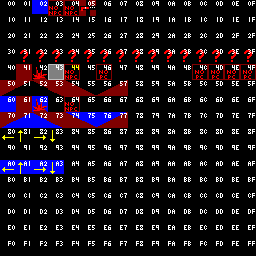 00 01 02 03 04 05 06 07 08 09 0A 0B 0C 0D 0E 0F
10 11 12 13 14 15 16 17 18 19 1A 1B 1C 1D 1E 1F
20 21 22 23 24 25 26 27 28 29 2A 2B 2C 2D 2E 2F
30 31 32 33 34 35 36 37 38 39 3A 3B 3C 3D 3E 3F
? ? ? ? ? ? ? ? ? ? ? ? ? ? ?
40 41 42 43 44 45 46 47 48 49 4A 4B 4C 4D 4E 4F
50 51 52 53 54 55 56 57 58 59 5A 5B 5C 5D 5E 5F
60 61 62 63 64 65 66 67 68 69 6A 6B 6C 6D 6E 6F
70 71 72 73 74 75 76 77 78 79 7A 7B 7C 7D 7E 7F
80 81 82 83 84 85 86 87 88 89 8A 8B 8C 8D 8E 8F
90 91 92 93 94 95 96 97 98 99 9A 9B 9C 9D 9E 9F
A0 A1 A2 A3 A4 A5 A6 A7 A8 A9 AA AB AC AD AE AF
B0 B1 B2 B3 B4 B5 B6 B7 B8 B9 BA BB BC BD BE BF
C0 C1 C2 C3 C4 C5 C6 C7 C8 C9 CA CB CC CD CE CF
D0 D1 D2 D3 D4 D5 D6 D7 D8 D9 DA DB DC DD DE DF
E0 E1 E2 E3 E4 E5 E6 E7 E8 E9 EA EB EC ED EE EF
F0 F1 F2 F3 F4 F5 F6 F7 F8 F9 FA FB FC FD FE FF